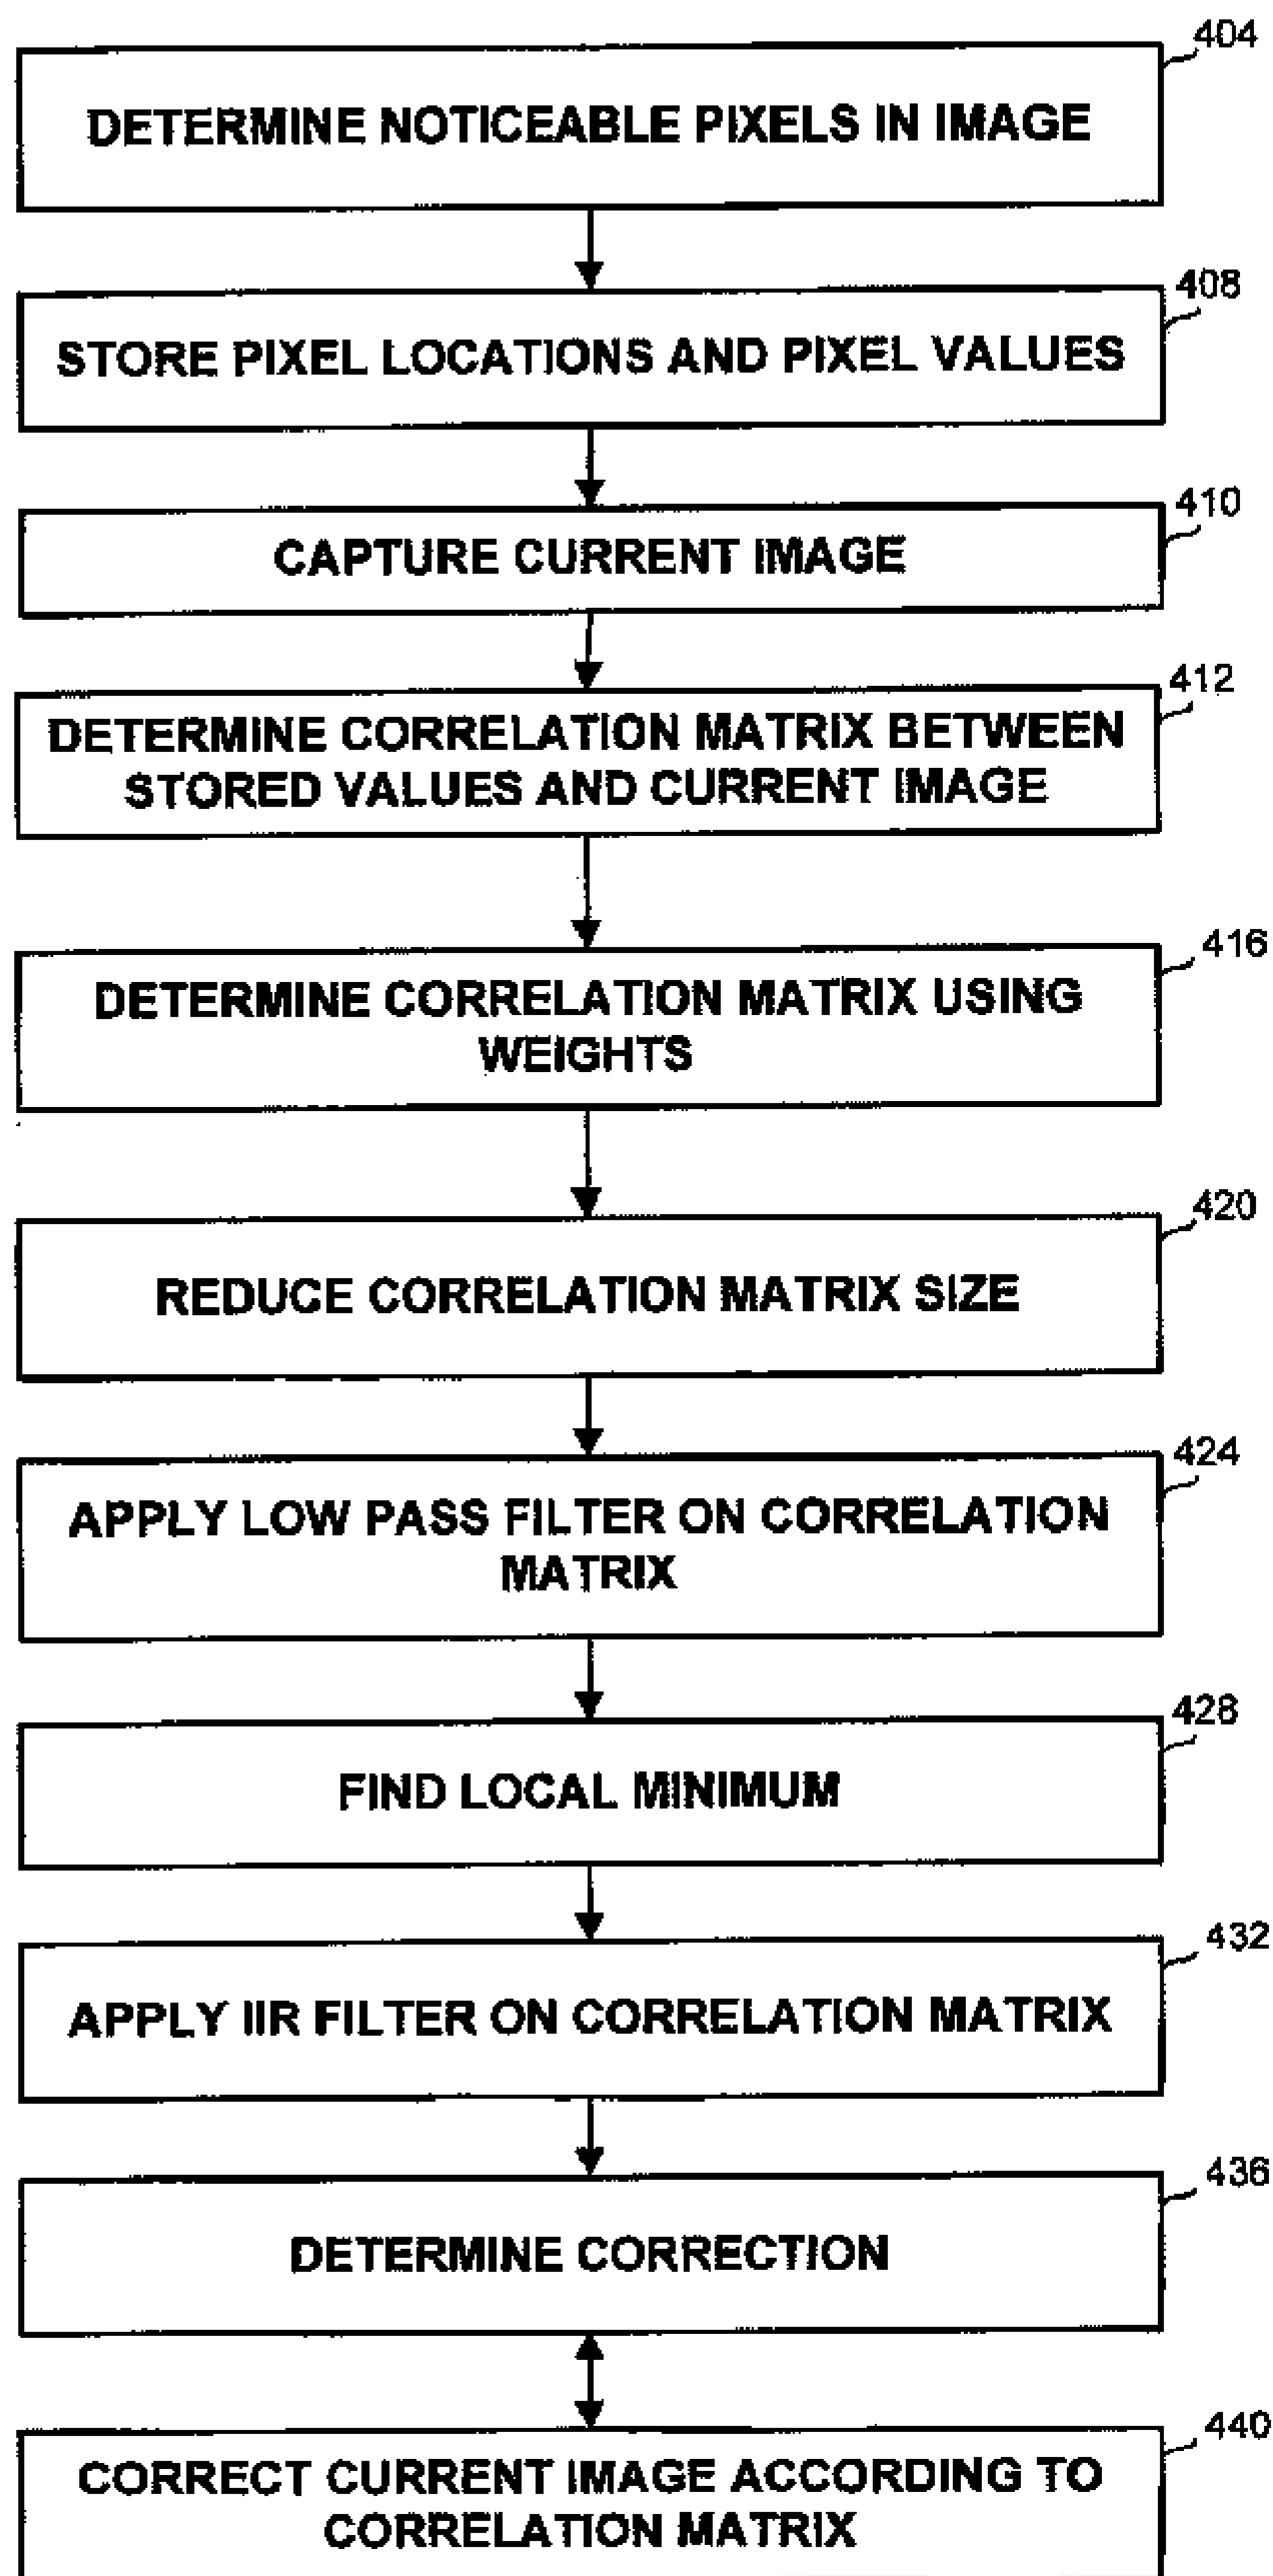 404
DETERMINE NOTICEABLE PIXELS IN IMAGE
408
STORE PIXEL LOCATIONS AND PIXEL VALUES
410
CAPTURE CURRENT IMAGE
412
DETERMINE CORRELATION MATRIX BETWEEN
STORED VALUES AND CURRENT IMAGE
416
DETERMINE CORRELATION MATRIX USING
WEIGHTS
420
REDUCE CORRELATION MATRIX SIZE
424
APPLY LOW PASS FILTER ON CORRELATION
MATRIX
428
FIND LOCAL MINIMUM
432
APPLY IIR FILTER ON CORRELATION MATRIX
436
DETERMINE CORRECTION
440
CORRECT CURRENT IMAGE ACCORDING TO
CORRELATION MATRIX